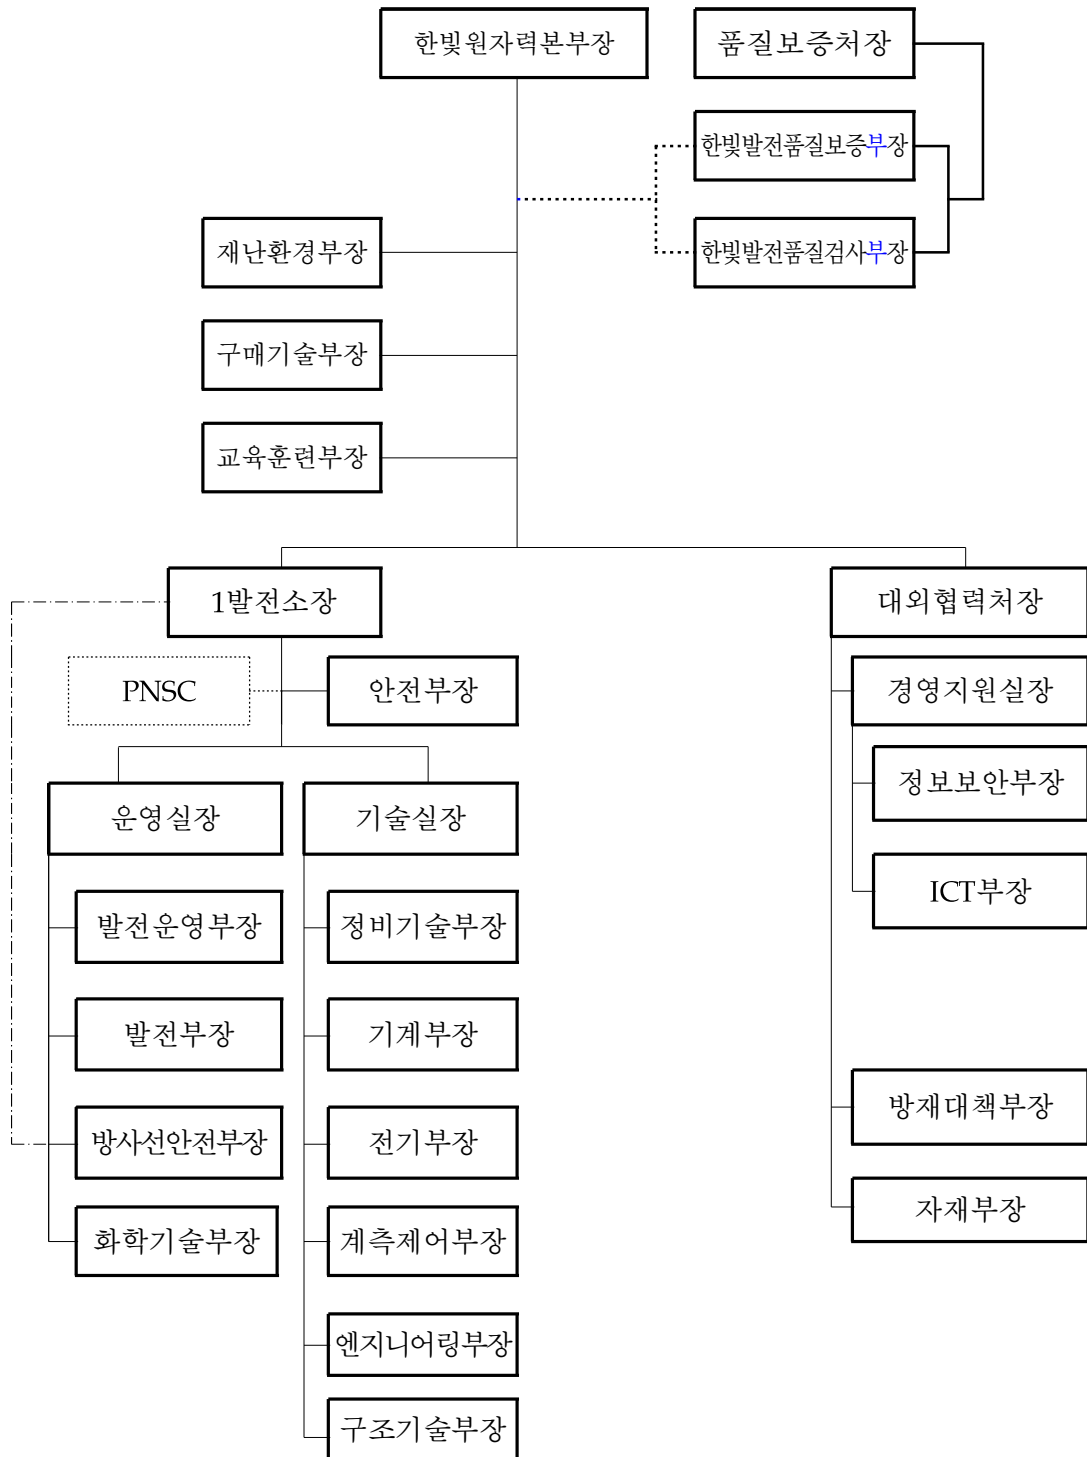 한빛원자력본부장
품질보증처장
한빛발전품질보증부장
한빛발전품질검사부장
재난환경부장
구매기술부장
교육훈련부장
1발전소장
대외협력처장
PNSC
안전부장
경영지원실장
정보보안부장
운영실장
기술실장
ICT부장
발전운영부장
정비기술부장
발전부장
기계부장
방재대책부장
방사선안전부장
전기부장
자재부장
화학기술부장
계측제어부장
엔지니어링부장
구조기술부장